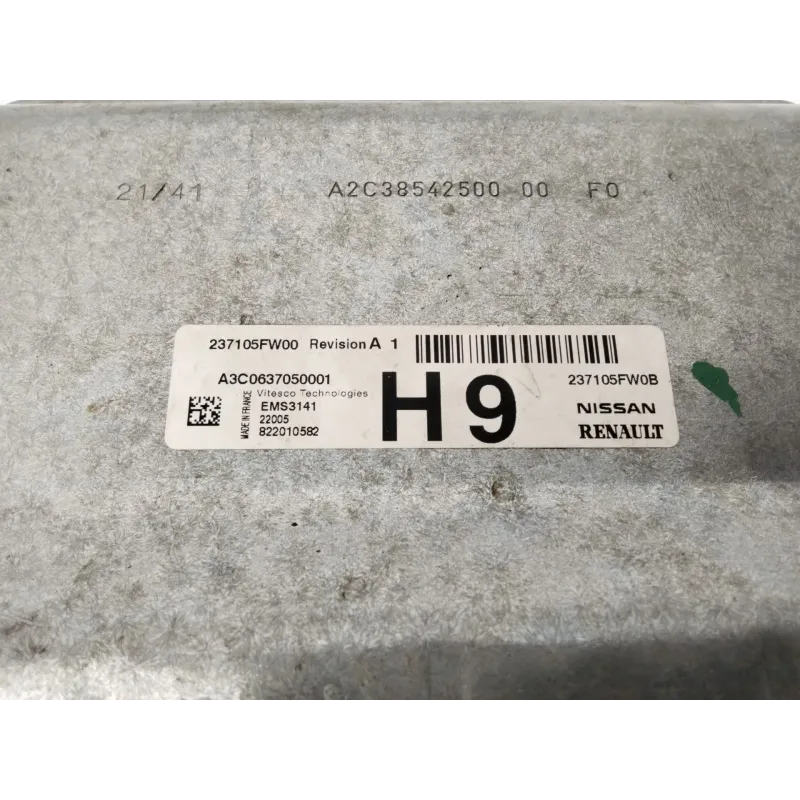 21/41 A2C38542500 00 F0
237105FW00 Revision A 1
A3C0637050001 H9 237105FW0B
Vitesco Technologies
MADE IN FRANCE
EMS3141 NISSAN
22005
822010582 RENAULT